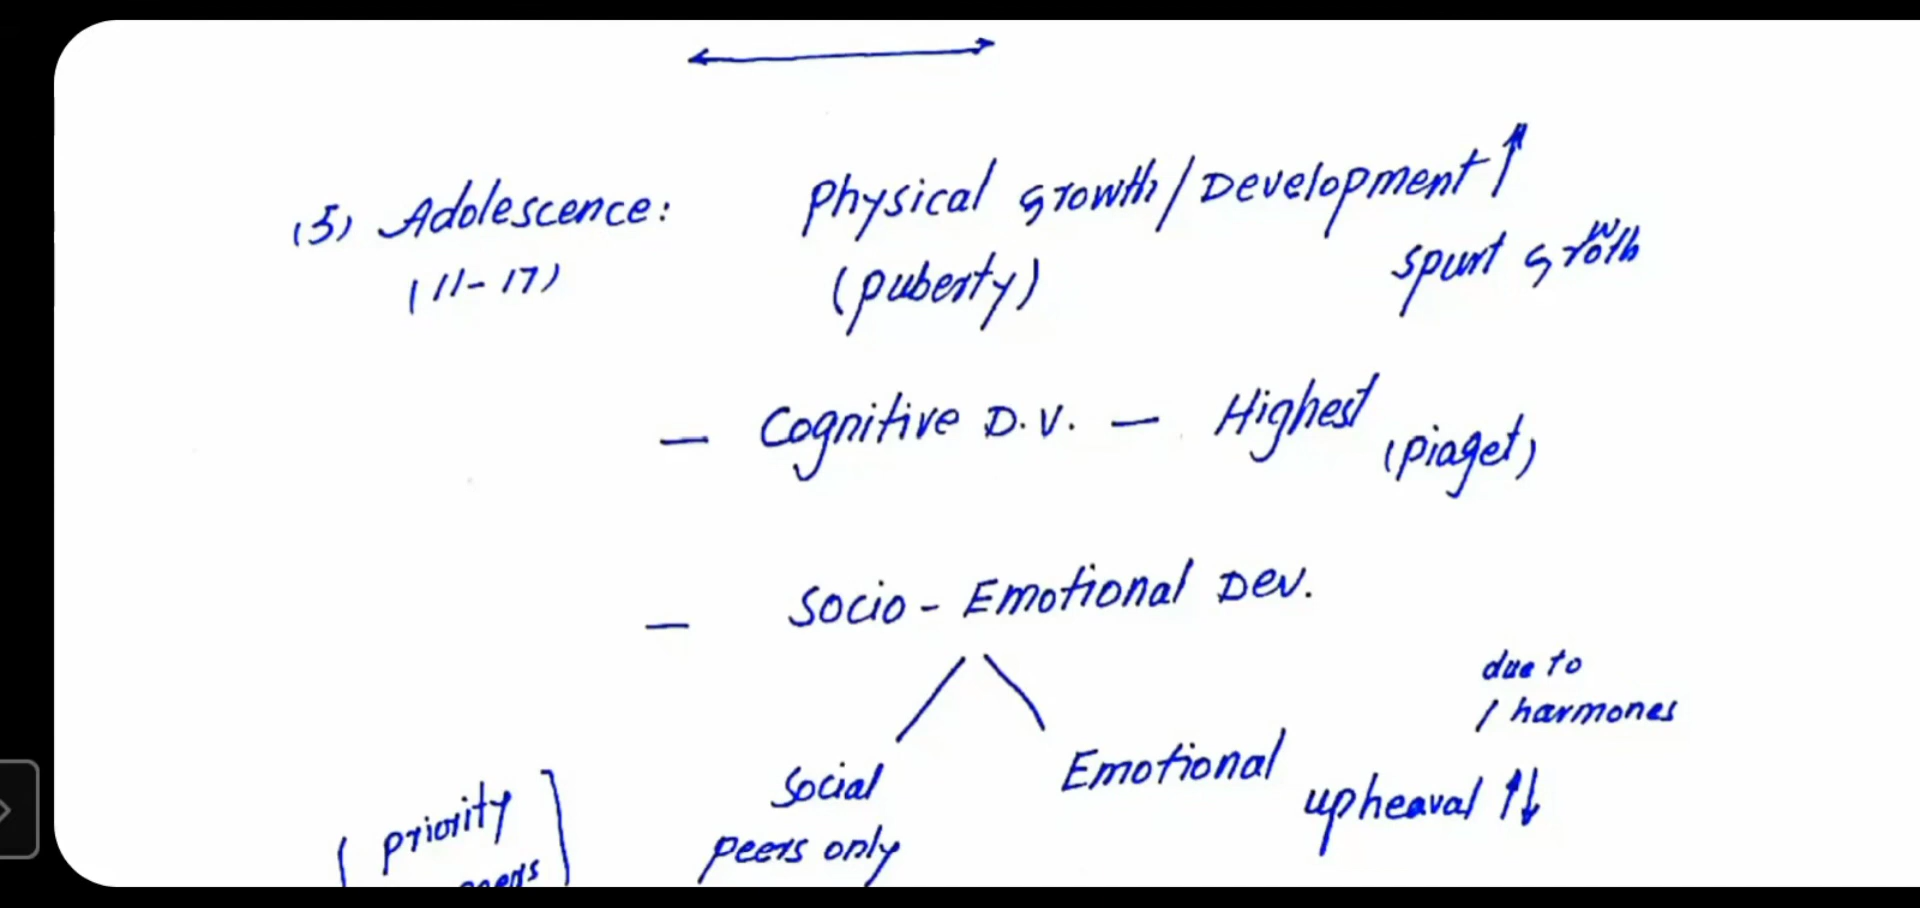 (5) Adolescence: Physical growth/Development ↑
(11-17) (puberty) spurt growth
— Cognitive D.V. — Highest (piaget)
— Socio - Emotional Dev.
due to
/ harmones
Social Emotional upheaval ↑↓
(priority peers only
peers